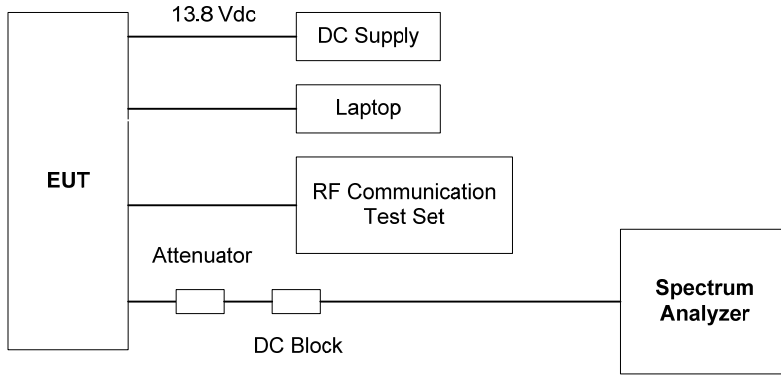 13.8 Vdc
DC Supply
Laptop
EUT
RF Communication
Test Set
Attenuator
DC Block
Spectrum
Analyzer